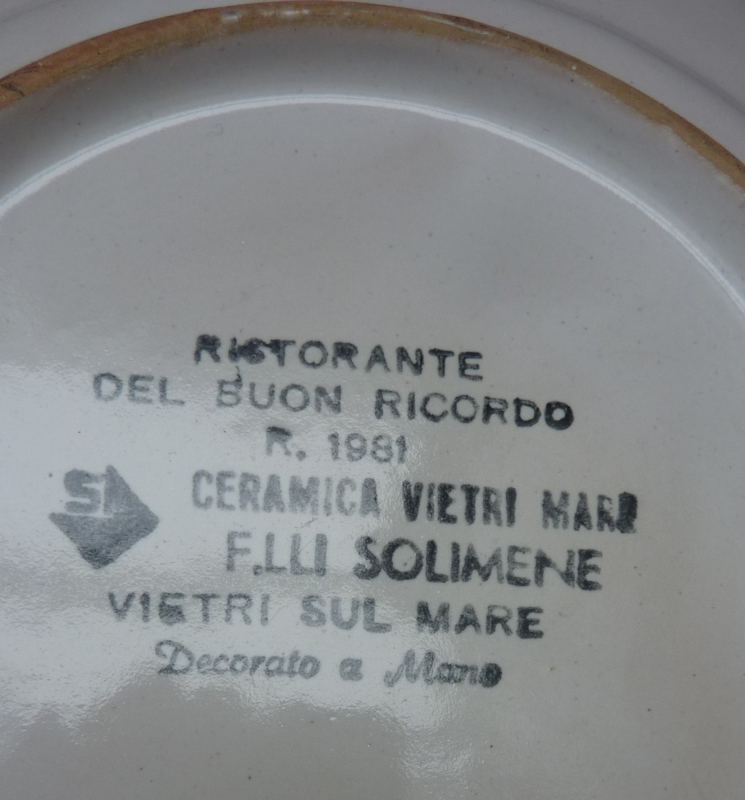 RISTORANTE
DEL BUON RICORDO
R. 1981
SI
CERAMICA VIETRI MARE
F.LLI SOLIMENE
VIETRI SUL MARE
Decorato a Mano